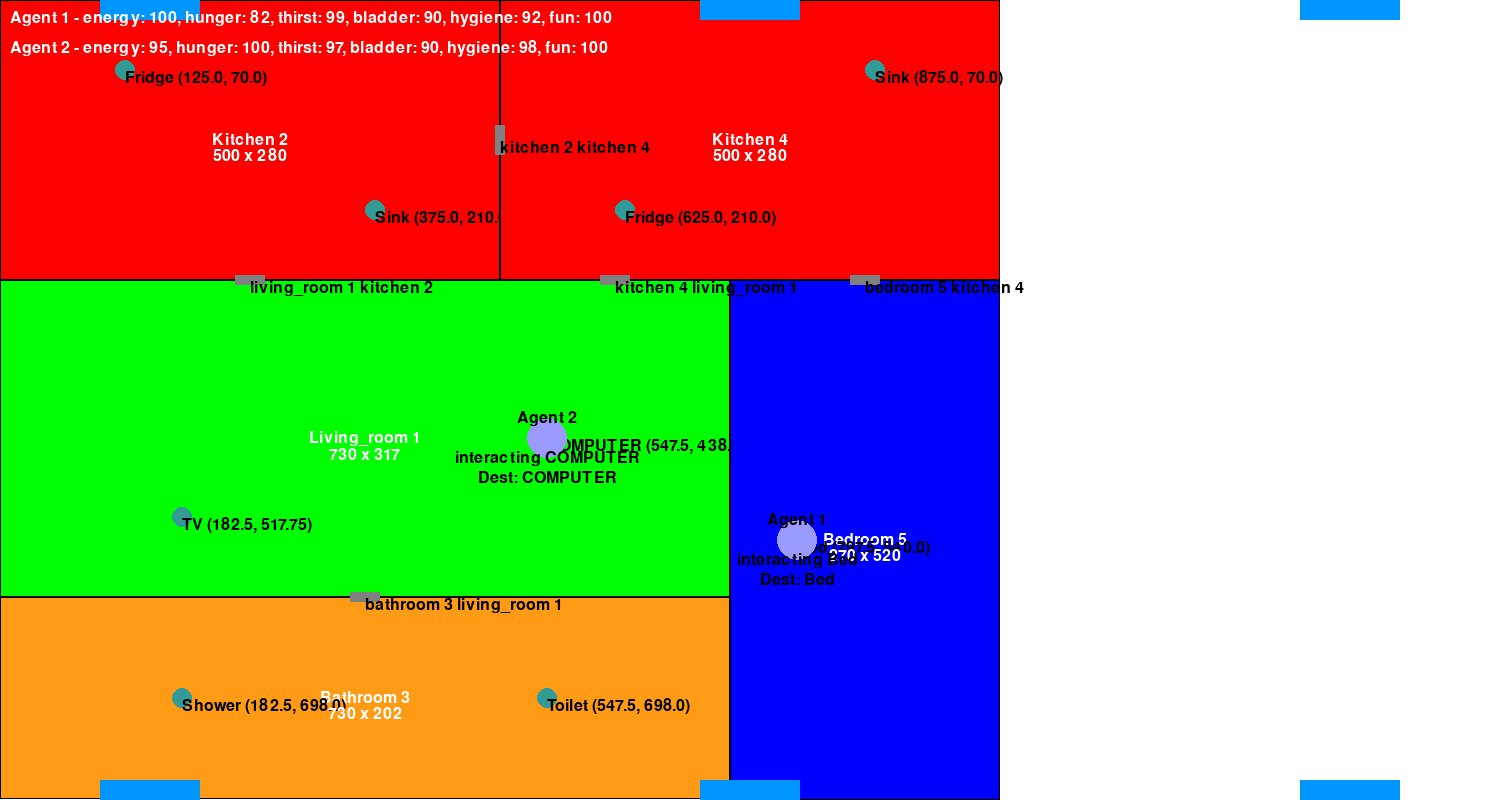 Agent 1 - energy: 100, hunger: 82, thirst: 99, bladder: 90, hygiene: 92, fun: 100
Agent 2 - energy: 95, hunger: 100, thirst: 97, bladder: 90, hygiene: 98, fun: 100
Fridge (125.0, 70.0)
Sink (875.0, 70.0)
Kitchen 2
500 x 280
kitchen 2 kitchen 4
Kitchen 4
500 x 280
Sink (375.0, 210.
Fridge (625.0, 210.0)
living_room 1 kitchen 2
kitchen 4 living_room 1
bedroom 5 kitchen 4
Agent 2
Living_room 1
730 x 317
OMPUTER (547.5, 438.
interacting COMPUTER
Dest: COMPUTER
TV (182.5, 517.75)
Agent 1
Bedroom 5
270 x 520
interacting Bed
Dest: Bed
bathroom 3 living_room 1
Shower (182.5, 698.0)
Bathroom 3
730 x 202
Toilet (547.5, 698.0)